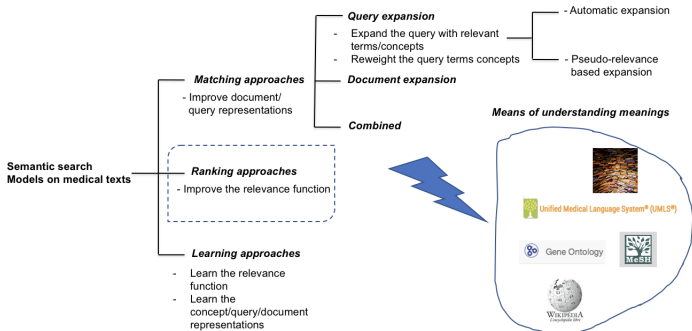 Semantic search
Models on medical texts
Matching approaches
- Improve document/
query representations
Query expansion
- Expand the query with relevant
terms/concepts
- Reweight the query terms concepts
- Automatic expansion
- Pseudo-relevance
based expansion
Document expansion
Combined
Ranking approaches
- Improve the relevance function
Learning approaches
- Learn the relevance
function
- Learn the
concept/query/document
representations
Means of understanding meanings
Unified Medical Language System® (UMLS®)
Gene Ontology
MeSH
WIKIPEDIA
L'encyclopédie libre